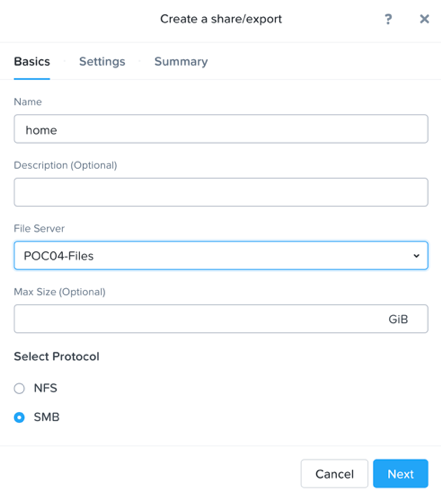 Create a share/export ? ×
Basics Settings Summary
Name
home
Description (Optional)
File Server
POC04-Files
Max Size (Optional)
GiB
Select Protocol
NFS
SMB
Cancel Next